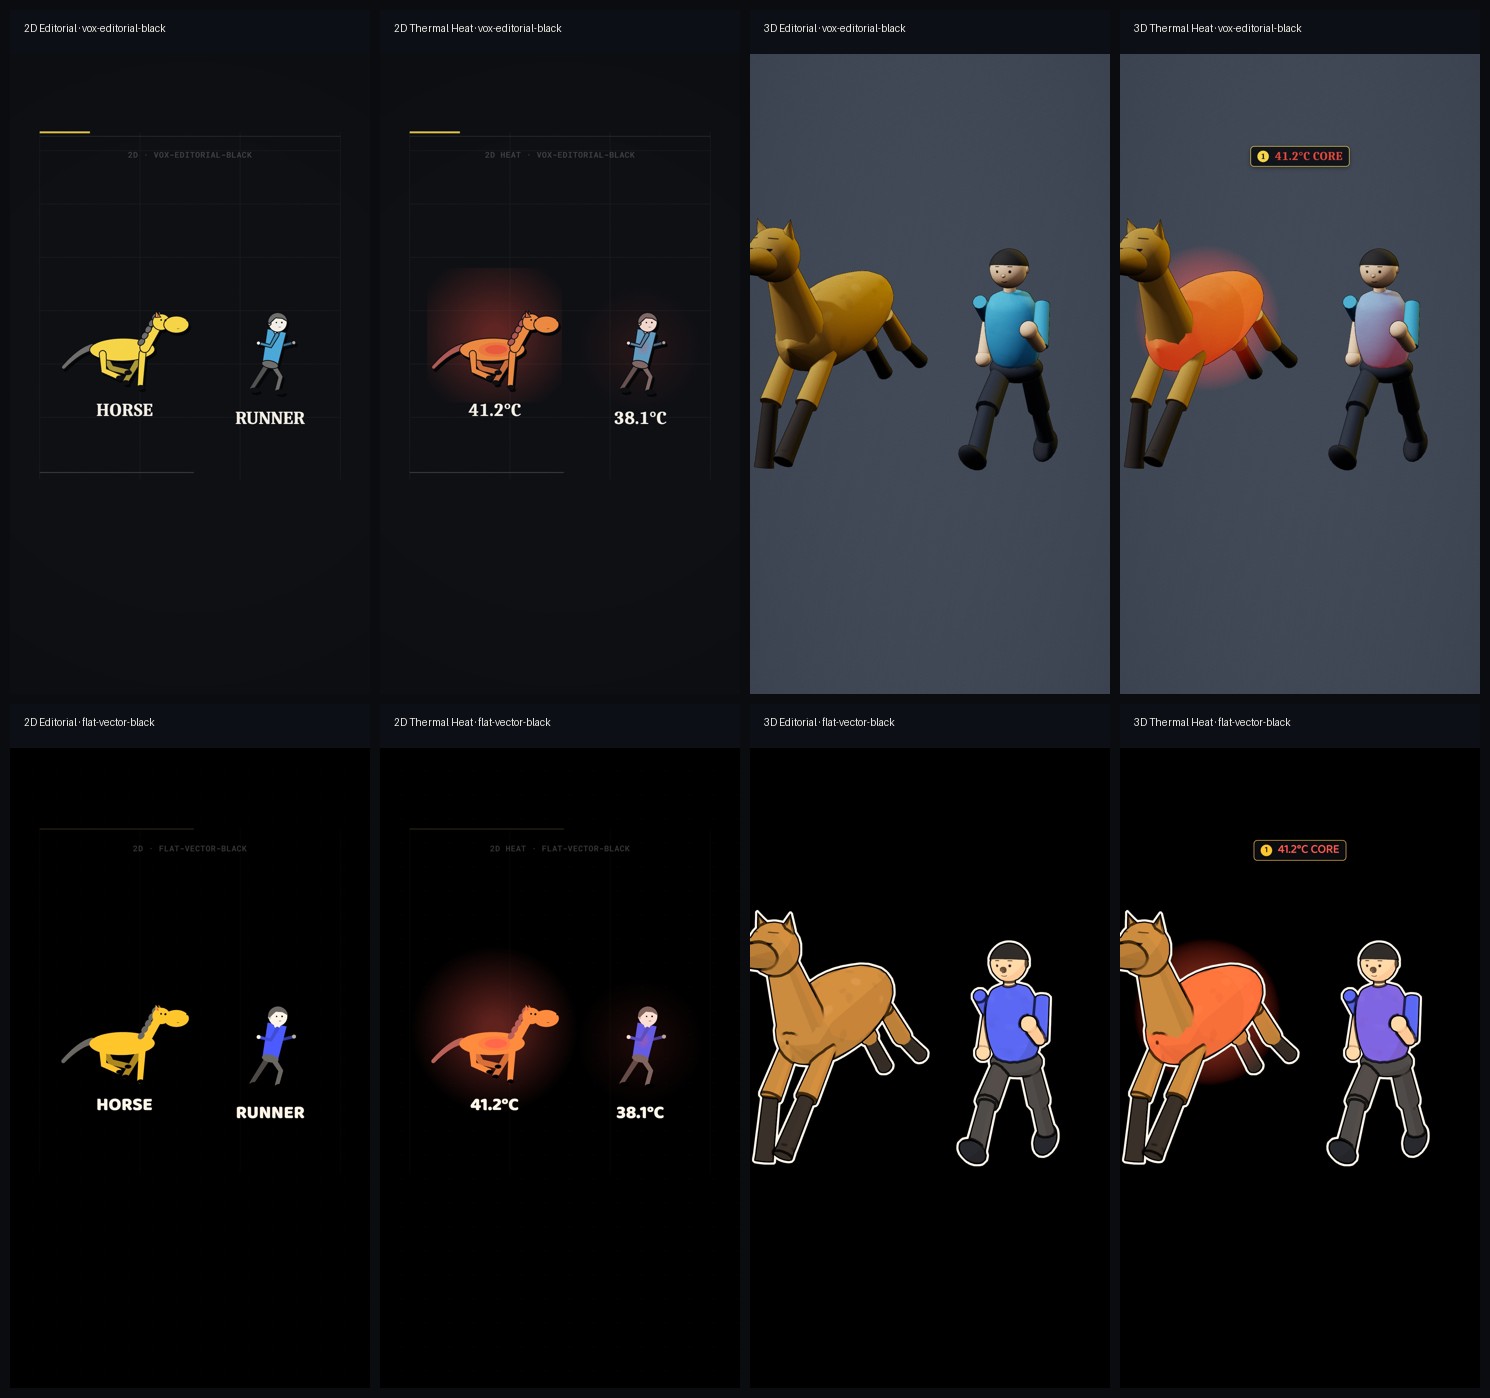 2D Editorial · vox-editorial-black
2D Thermal Heat · vox-editorial-black
3D Editorial · vox-editorial-black
3D Thermal Heat · vox-editorial-black
2D · VOX-EDITORIAL-BLACK
2D HEAT · VOX-EDITORIAL-BLACK
1 41.2°C CORE
HORSE
RUNNER
41.2°C
38.1°C
2D Editorial · flat-vector-black
2D Thermal Heat · flat-vector-black
3D Editorial · flat-vector-black
3D Thermal Heat · flat-vector-black
2D · FLAT-VECTOR-BLACK
2D HEAT · FLAT-VECTOR-BLACK
1 41.2°C CORE
HORSE
RUNNER
41.2°C
38.1°C